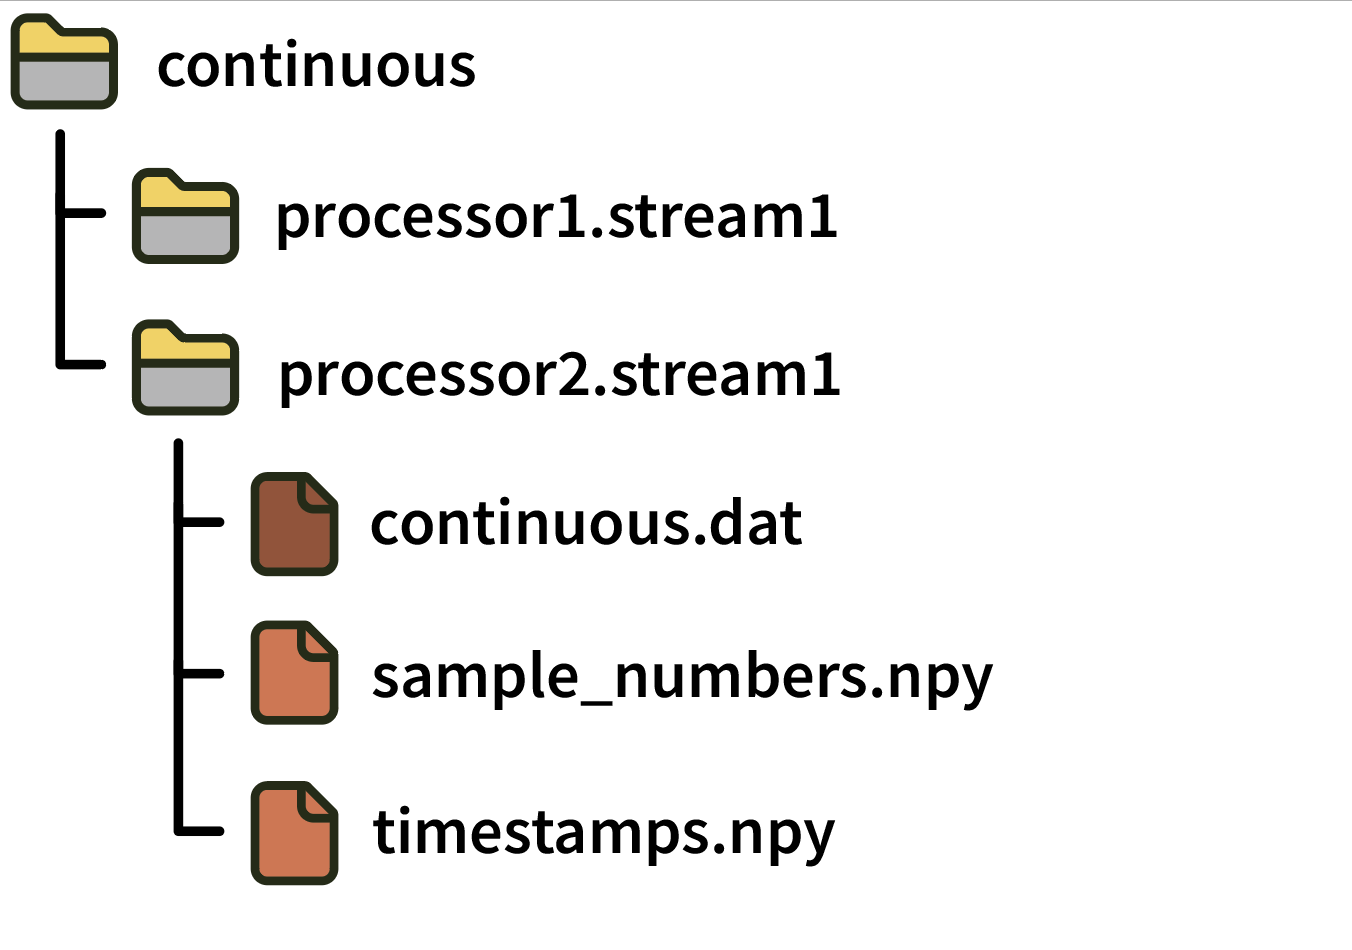 continuous
processor1.stream1
processor2.stream1
continuous.dat
sample_numbers.npy
timestamps.npy